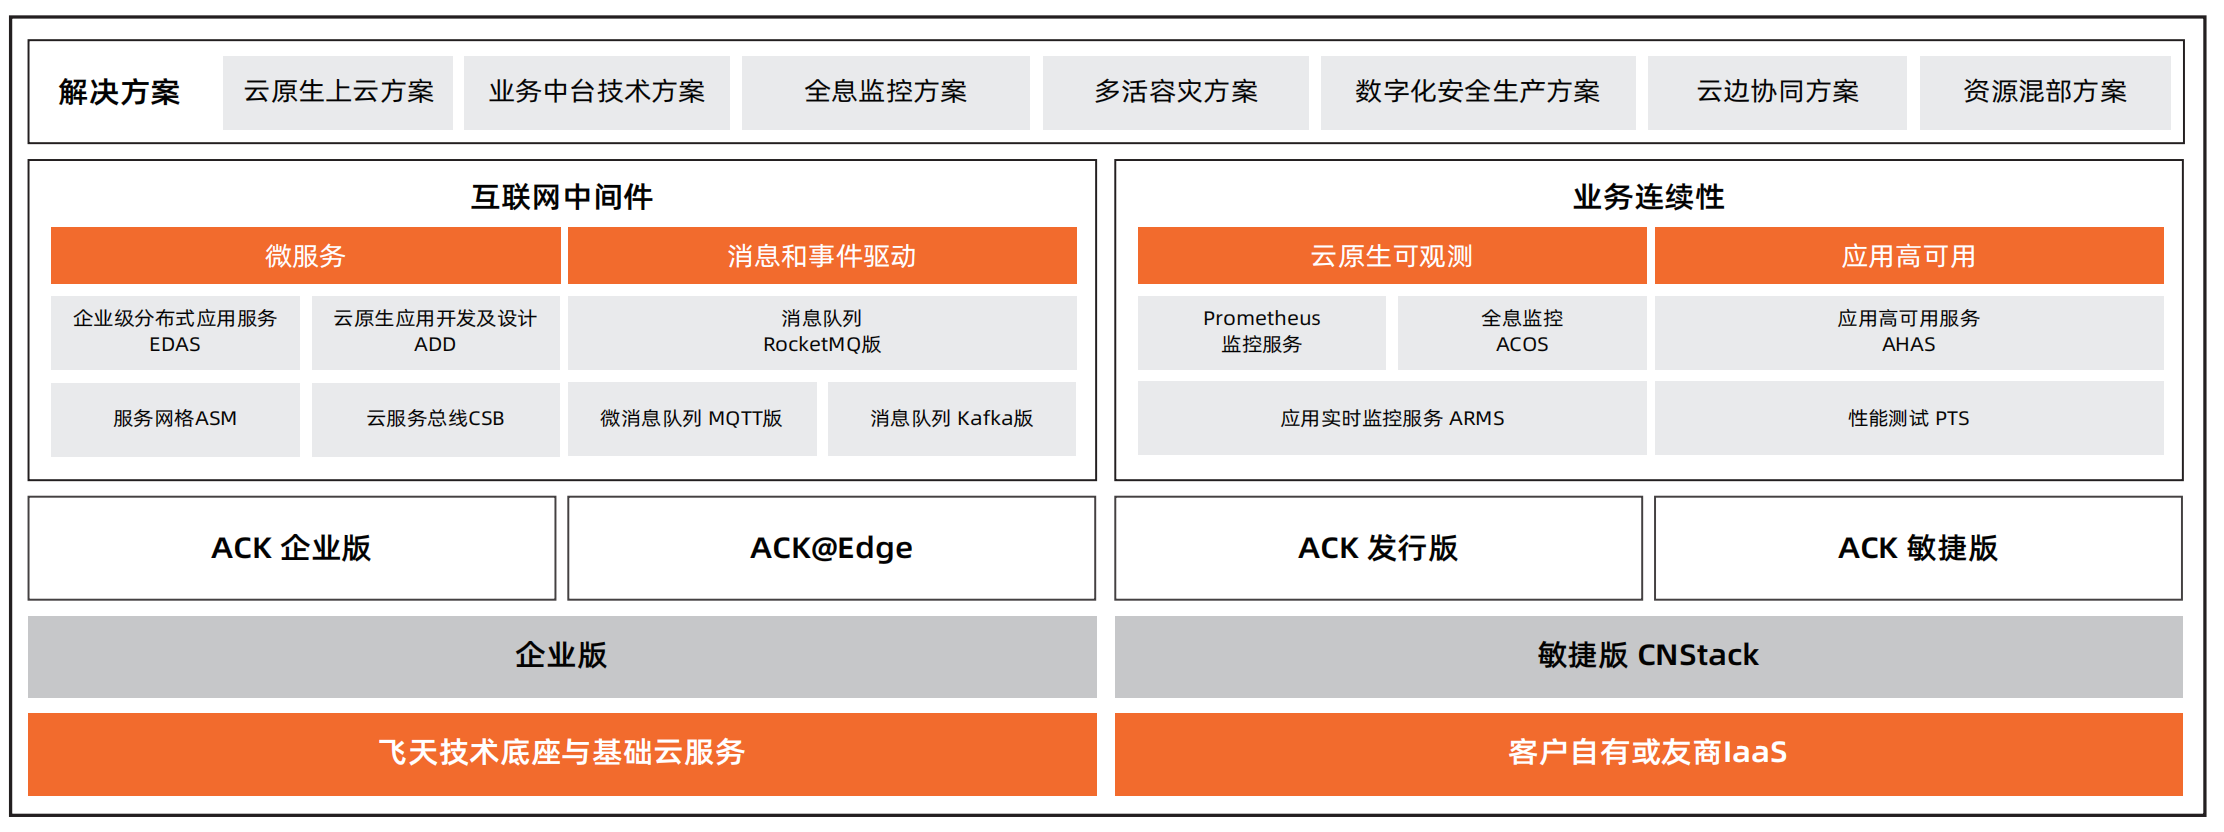 解决方案
云原生上云方案
业务中台技术方案
全息监控方案
多活容灾方案
数字化安全生产方案
云边协同方案
资源混部方案
互联网中间件
微服务
消息和事件驱动
企业级分布式应用服务
EDAS
云原生应用开发及设计
ADD
消息队列
RocketMQ版
服务网格ASM
云服务总线CSB
微消息队列 MQTT版
消息队列 Kafka版
业务连续性
云原生可观测
应用高可用
Prometheus
监控服务
全息监控
ACOS
应用高可用服务
AHAS
应用实时监控服务 ARMS
性能测试 PTS
ACK 企业版
ACK@Edge
ACK 发行版
ACK 敏捷版
企业版
敏捷版 CNStack
飞天技术底座与基础云服务
客户自有或友商IaaS